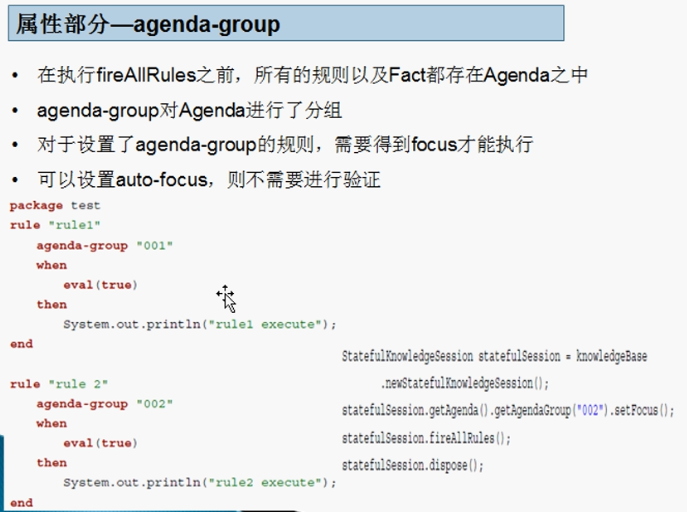 属性部分—agenda-group
• 在执行fireAllRules之前，所有的规则以及Fact都存在Agenda之中
• agenda-group对Agenda进行了分组
• 对于设置了agenda-group的规则，需要得到focus才能执行
• 可以设置auto-focus，则不需要进行验证
package test
rule "rule1"
agenda-group "001"
when
eval(true)
then
System.out.println("rule1 execute");
end
rule "rule 2"
agenda-group "002"
when
eval(true)
then
System.out.println("rule2 execute");
end
StatefulKnowledgeSession statefulSession = knowledgeBase
.newStatefulKnowledgeSession();
statefulSession.getAgenda().getAgendaGroup("002").setFocus();
statefulSession.fireAllRules();
statefulSession.dispose();